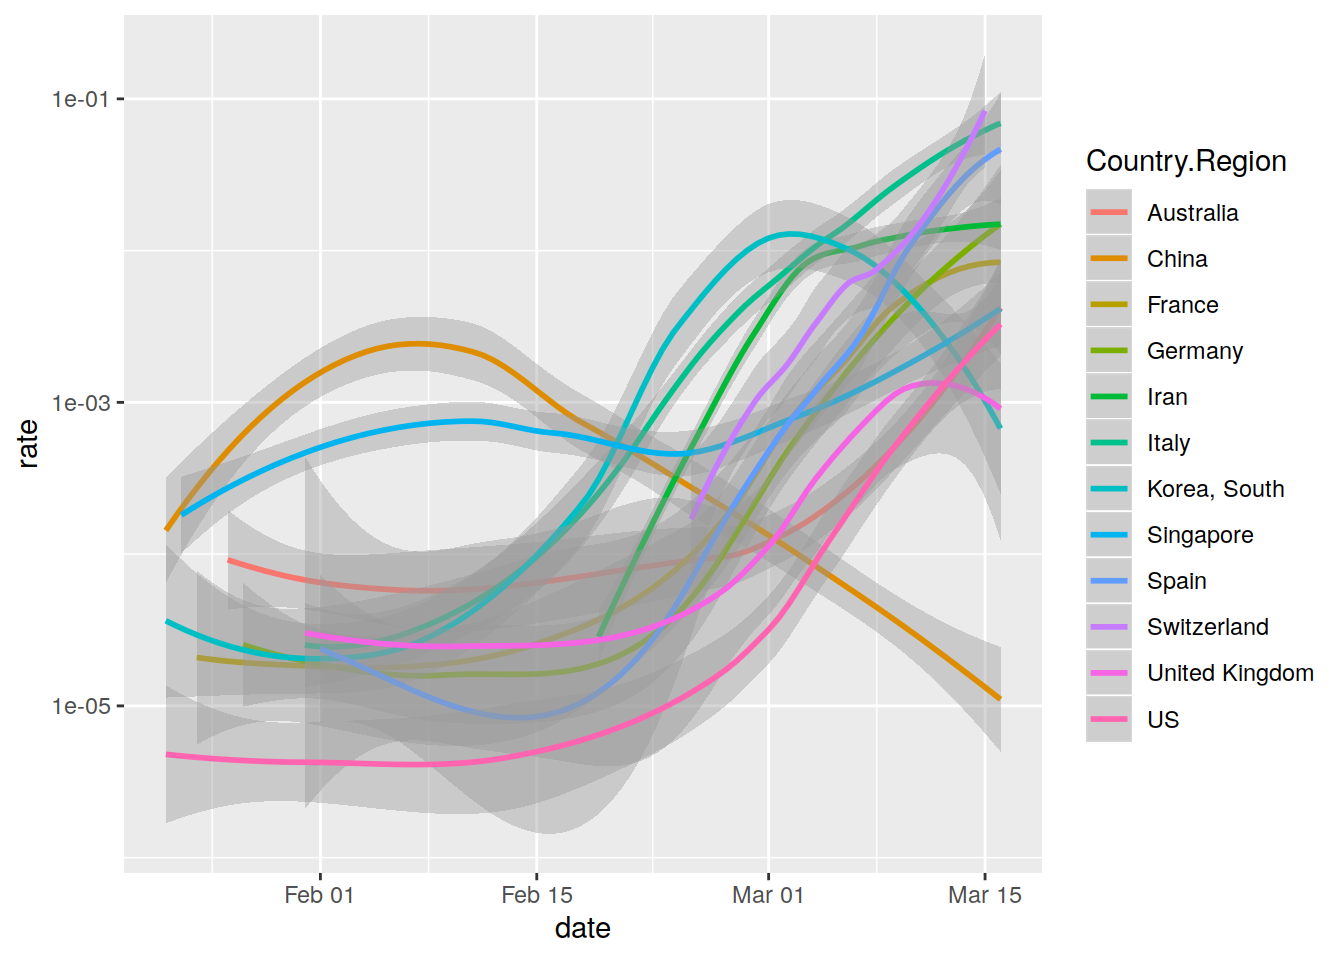 1e-01
1e-03
1e-05
rate
Feb 01
Feb 15
Mar 01
Mar 15
date
Country.Region
Australia
China
France
Germany
Iran
Italy
Korea, South
Singapore
Spain
Switzerland
United Kingdom
US